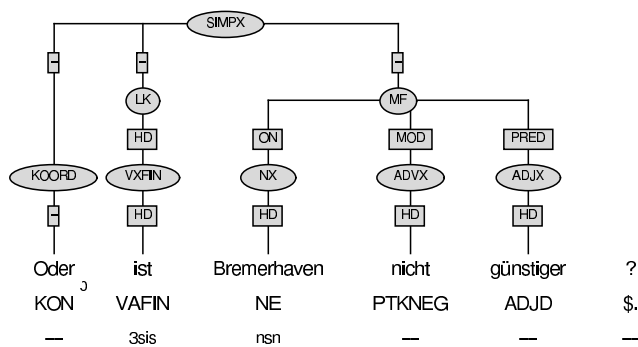 SIMPX
– – –
LK MF
HD ON MOD PRED
KOORD VXFIN NX ADVX ADJX
– HD HD HD HD
Oder ist Bremerhaven nicht günstiger ?
KON J VAFIN NE PTKNEG ADJD $.
–– 3sis nsn –– –– ––